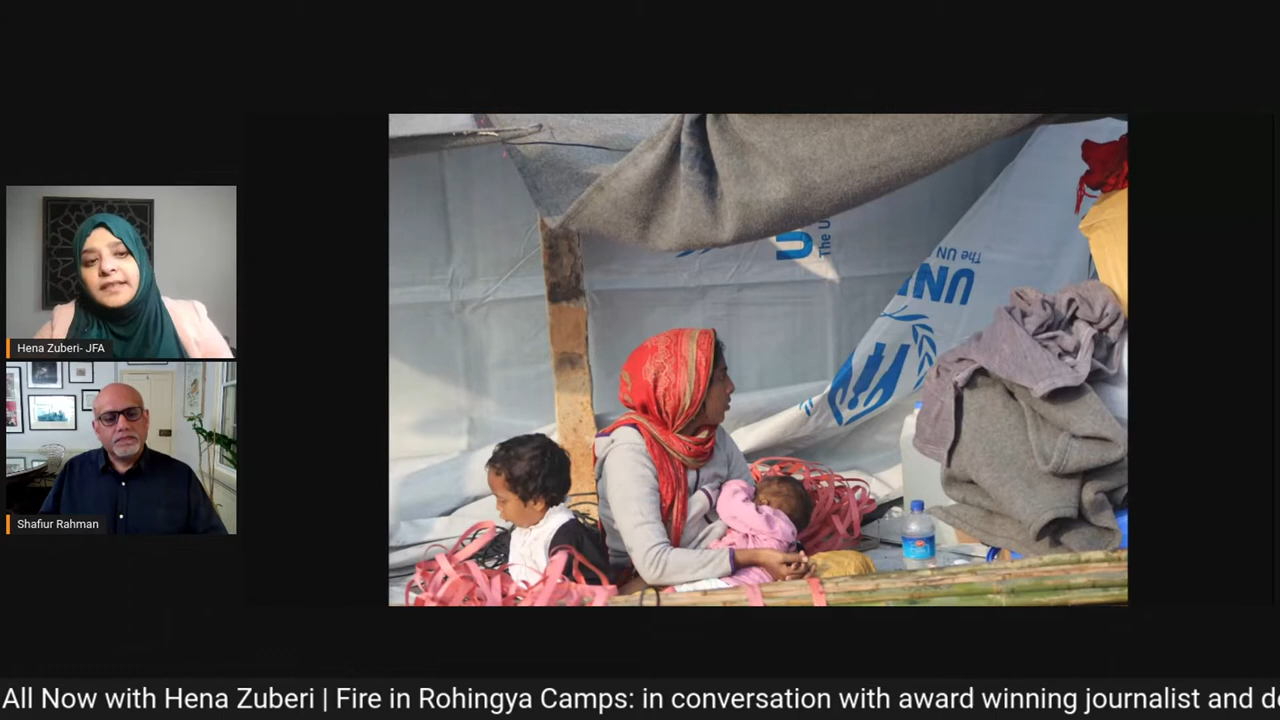 Hena Zuberi- JFA
Shafiur Rahman
U
The U
The UN
UN
All Now with Hena Zuberi | Fire in Rohingya Camps: in conversation with award winning journalist and d